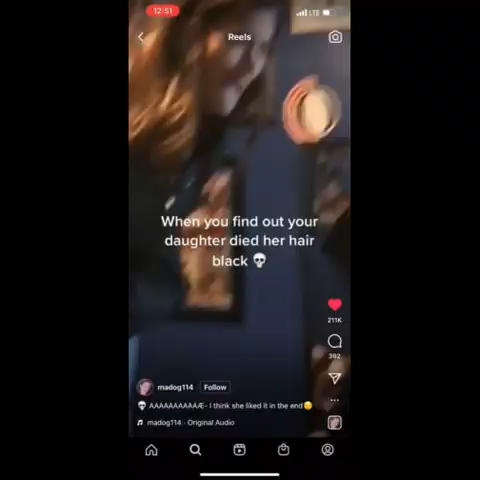 12:51
LTE
Reels
When you find out your
daughter died her hair
black 💀
211K
392
madog114 Follow
💀 AAAAAAAAAAÆ- I think she liked it in the end😌
madog114 · Original Audio